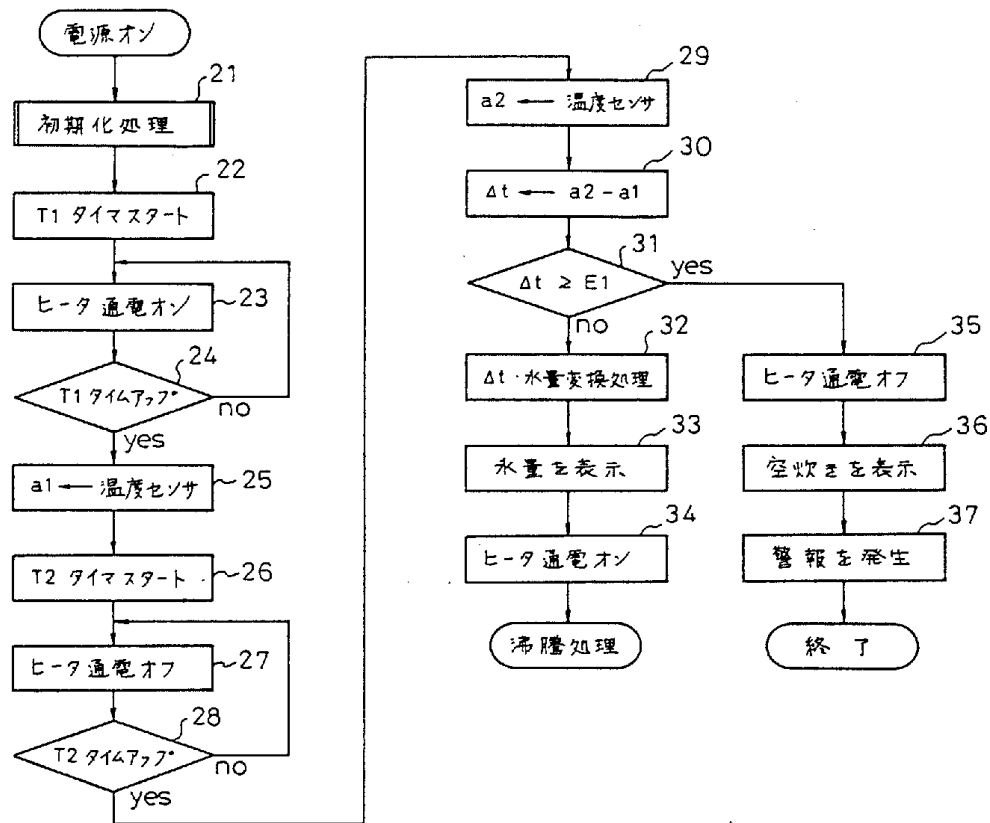 電源オン
21
初期化処理
22
T1 タイマスタート
ヒータ通電オン
23
24
T1 タイムアップ
no
yes
a1 ← 温度センサ
25
T2 タイマスタート
26
ヒータ通電オフ
27
28
T2 タイムアップ
no
yes
29
a2 ← 温度センサ
30
Δt ← a2-a1
31
Δt ≥ E1
yes
no
32
Δt・水量変換処理
33
水量を表示
34
ヒータ通電オン
沸騰処理
35
ヒータ通電オフ
36
空炊きを表示
37
警報を発生
終了